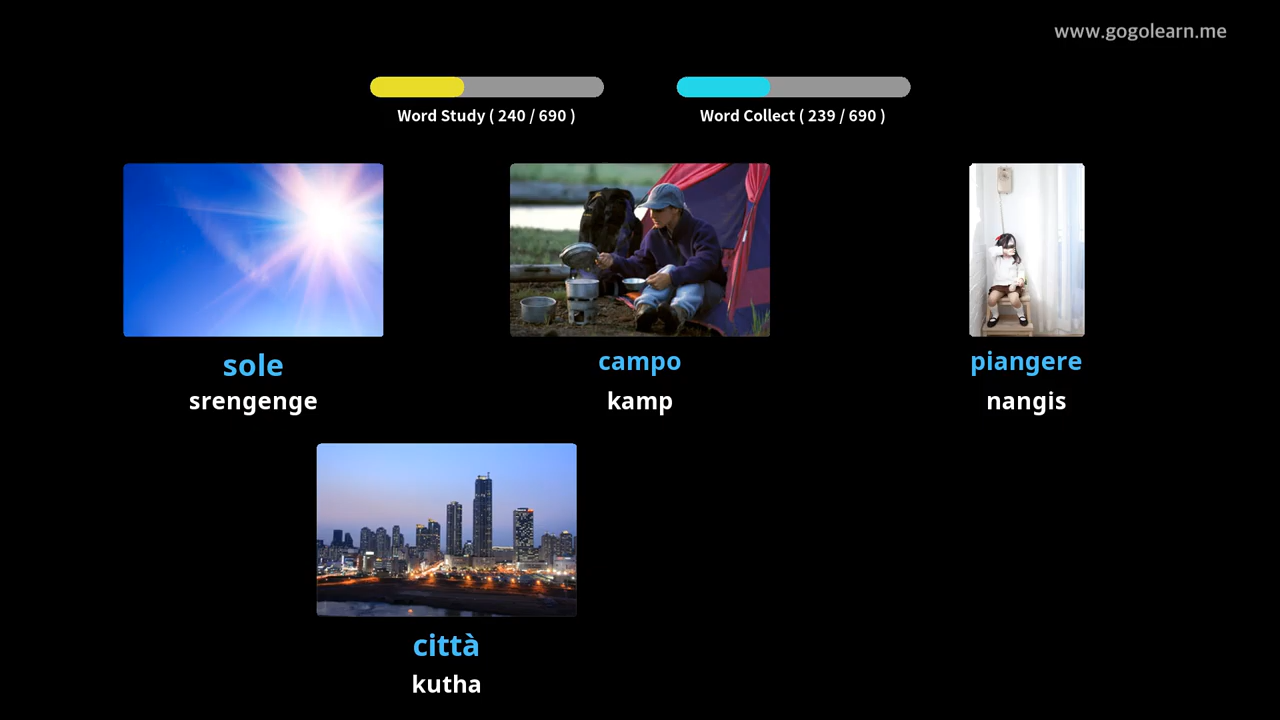 www.gogolearn.me
Word Study ( 240 / 690 )
Word Collect ( 239 / 690 )
sole
srengenge
campo
kamp
piangere
nangis
città
kutha